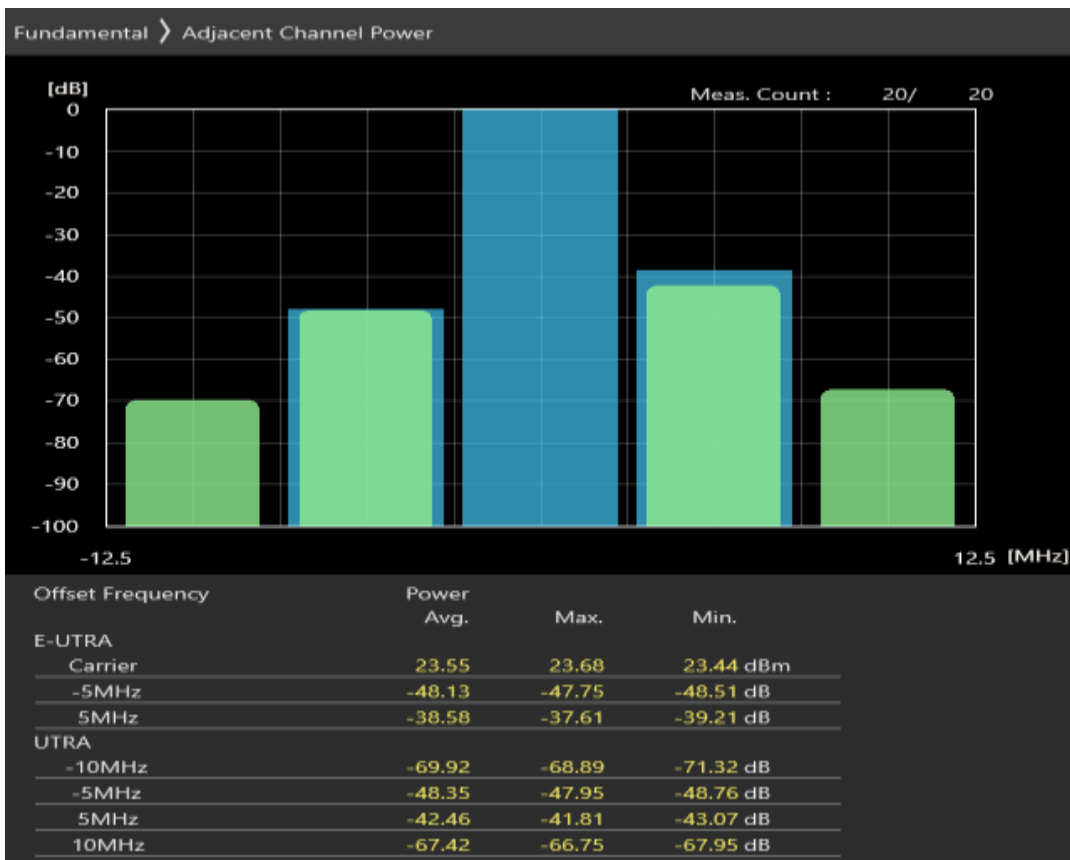 Fundamental 》 Adjacent Channel Power
[dB]
Meas. Count : 20/ 20
0
-10
-20
-30
-40
-50
-60
-70
-80
-90
-100
-12.5 12.5 [MHz]
Offset Frequency Power
Avg. Max. Min.
E-UTRA
Carrier 23.55 23.68 23.44 dBm
-5MHz -48.13 -47.75 -48.51 dB
5MHz -38.58 -37.61 -39.21 dB
UTRA
-10MHz -69.92 -68.89 -71.32 dB
-5MHz -48.35 -47.95 -48.76 dB
5MHz -42.46 -41.81 -43.07 dB
10MHz -67.42 -66.75 -67.95 dB